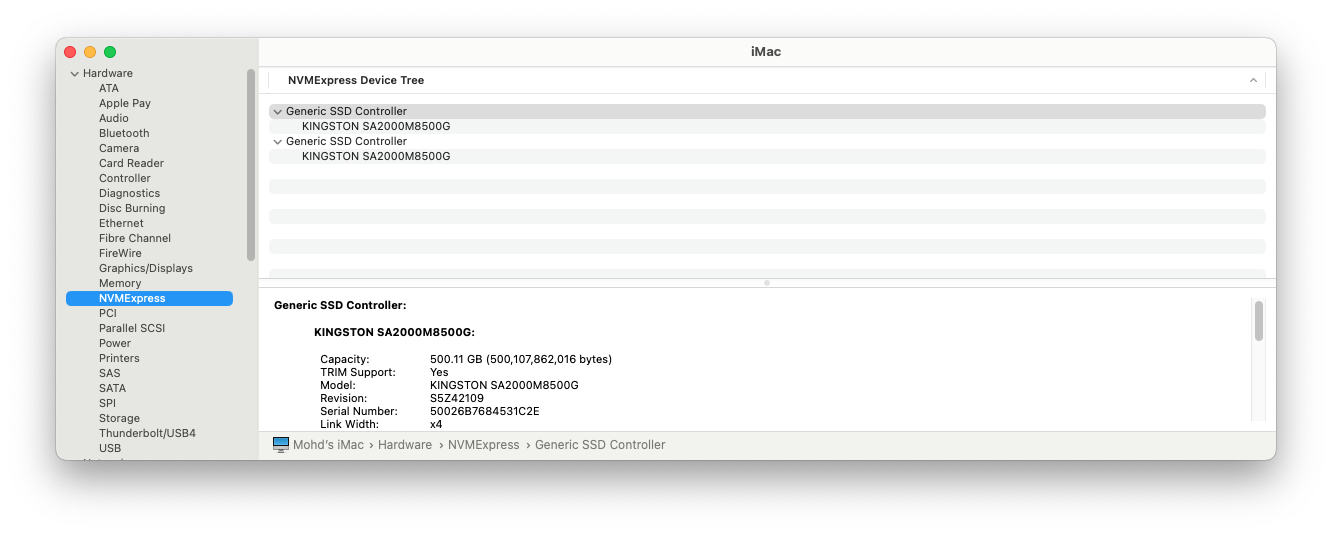 iMac
Hardware
ATA
Apple Pay
Audio
Bluetooth
Camera
Card Reader
Controller
Diagnostics
Disc Burning
Ethernet
Fibre Channel
FireWire
Graphics/Displays
Memory
NVMExpress
PCI
Parallel SCSI
Power
Printers
SAS
SATA
SPI
Storage
Thunderbolt/USB4
USB
NVMExpress Device Tree
Generic SSD Controller
KINGSTON SA2000M8500G
Generic SSD Controller
KINGSTON SA2000M8500G
Generic SSD Controller:
KINGSTON SA2000M8500G:
Capacity: 500.11 GB (500,107,862,016 bytes)
TRIM Support: Yes
Model: KINGSTON SA2000M8500G
Revision: S5Z42109
Serial Number: 50026B7684531C2E
Link Width: x4
Mohd's iMac › Hardware › NVMExpress › Generic SSD Controller